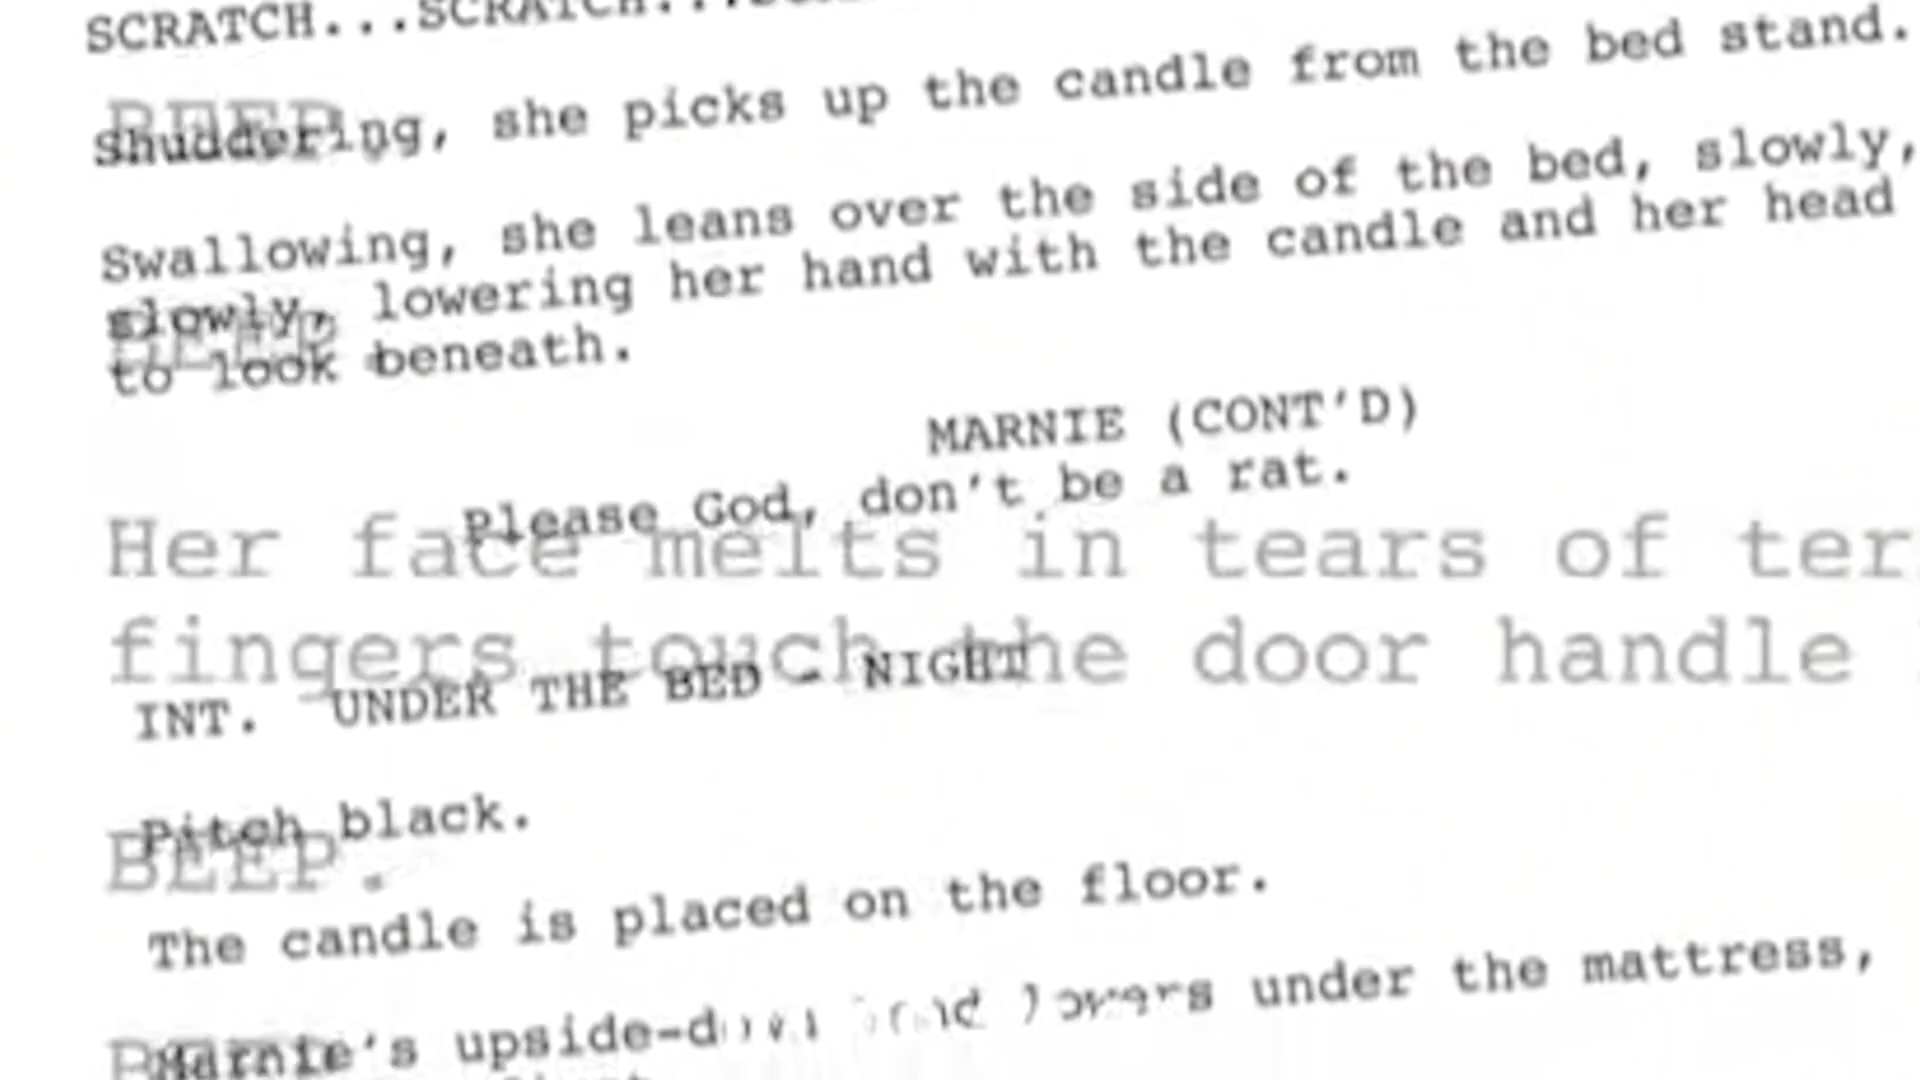 SCRATCH...SCRATCH...
Shuddering, she picks up the candle from the bed stand.
Swallowing, she leans over the side of the bed, slowly,
slowly, lowering her hand with the candle and her head
to look beneath.
MARNIE (CONT'D)
Please God, don't be a rat.
Her face melts in tears of
fingers touch the door handle
INT. UNDER THE BED - NIGHT
Pitch black.
BEEP.
The candle is placed on the floor.
Marnie's under the mattress,